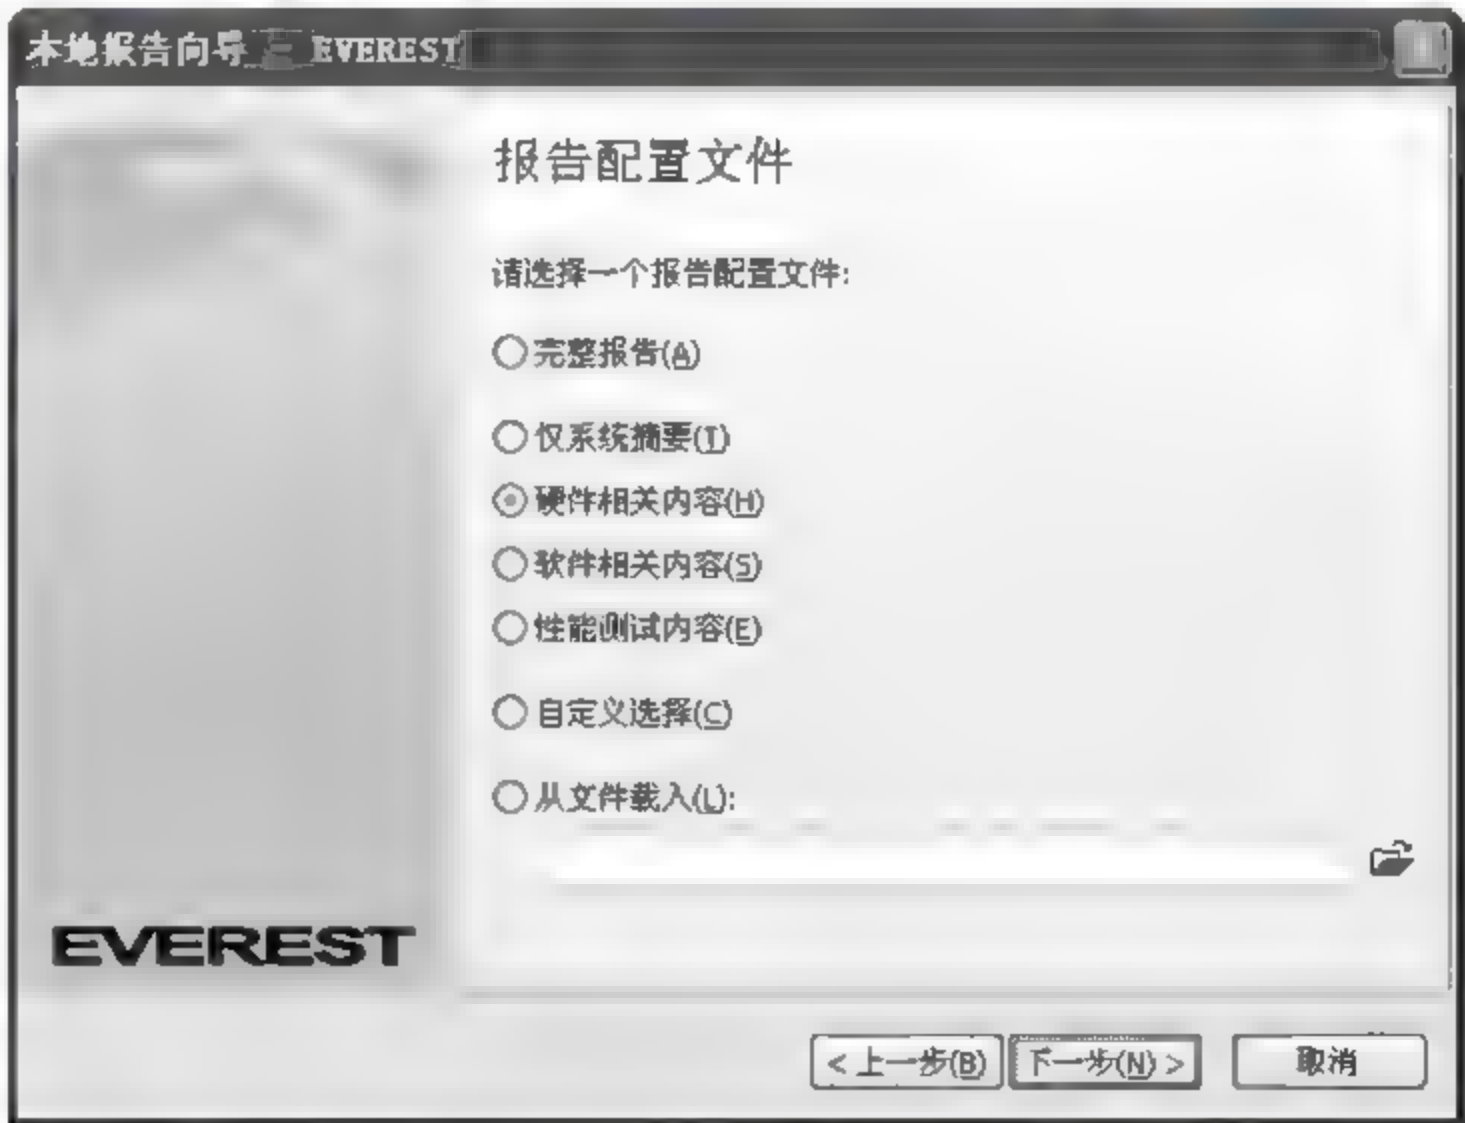 本地报告向导 - EVEREST
报告配置文件
请选择一个报告配置文件:
完整报告(A)
仅系统摘要(T)
硬件相关内容(H)
软件相关内容(S)
性能测试内容(E)
自定义选择(C)
从文件载入(L):
EVEREST
< 上一步(B)
下一步(N) >
取消